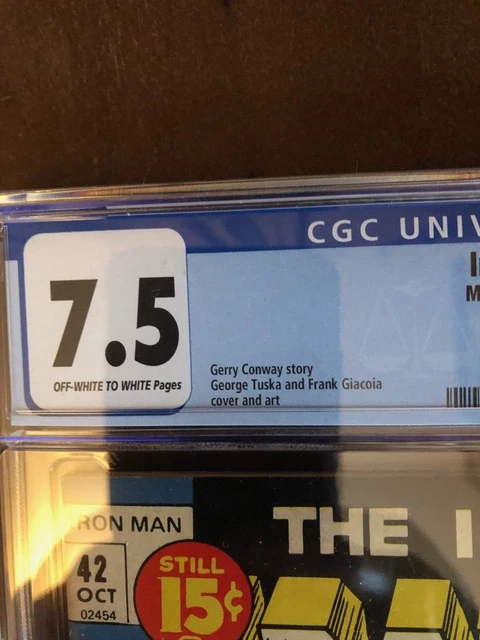 CGC UNIV
7.5
OFF-WHITE TO WHITE Pages
Gerry Conway story
George Tuska and Frank Giacoia
cover and art
RON MAN
42
OCT
02454
STILL
15¢
THE I